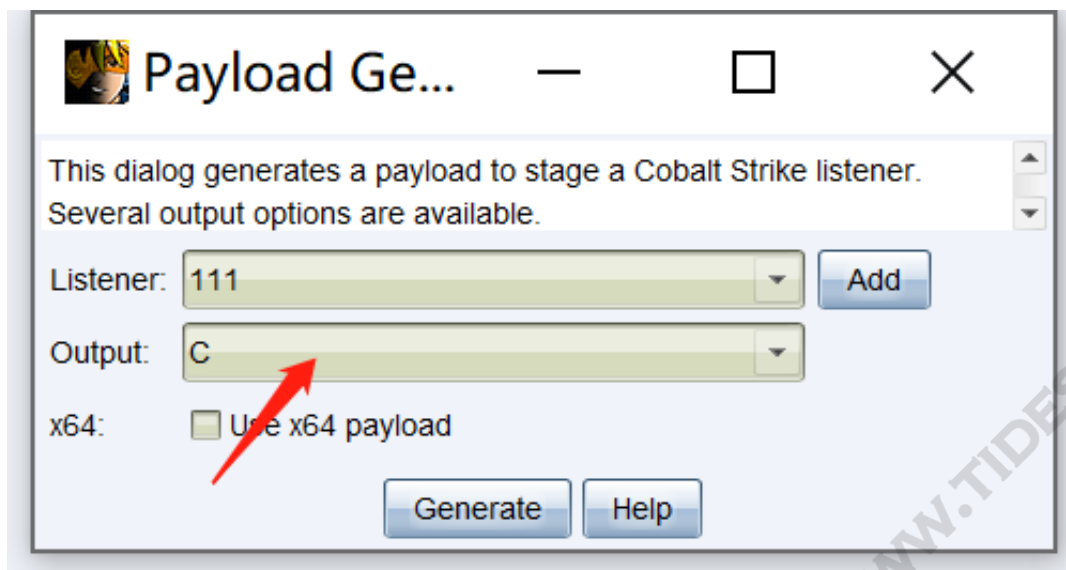 Payload Ge...
This dialog generates a payload to stage a Cobalt Strike listener.
Several output options are available.
Listener: 111 Add
Output: C
x64: Use x64 payload
Generate Help